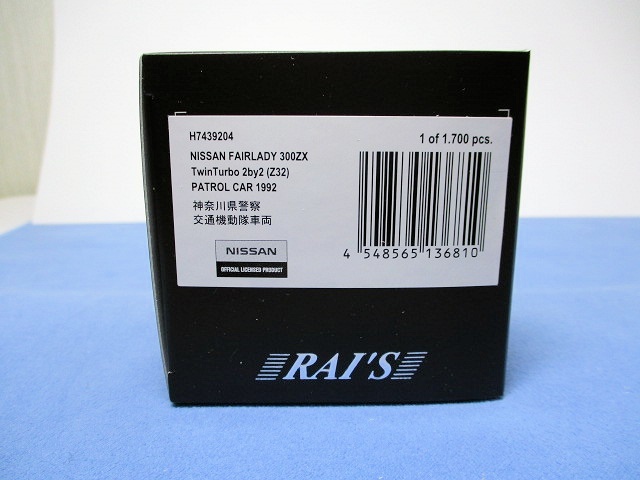 H7439204
1 of 1.700 pcs.
NISSAN FAIRLADY 300ZX
TwinTurbo 2by2 (Z32)
PATROL CAR 1992
神奈川県警察
交通機動隊車両
NISSAN
OFFICIAL LICENSED PRODUCT
4 548565 136810
RAI'S